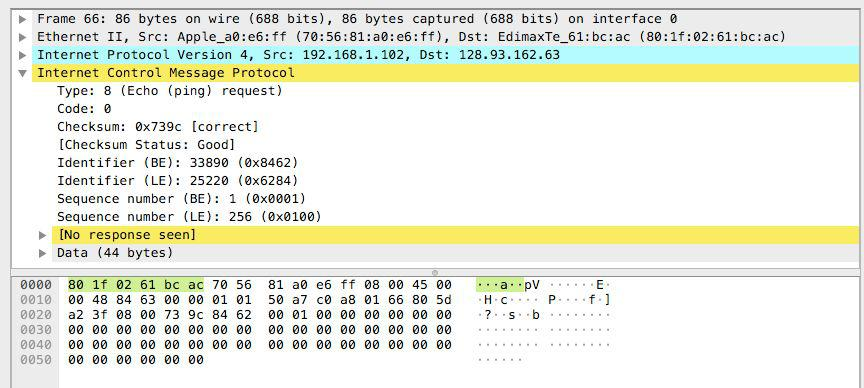 Frame 66: 86 bytes on wire (688 bits), 86 bytes captured (688 bits) on interface 0
Ethernet II, Src: Apple_a0:e6:ff (70:56:81:a0:e6:ff), Dst: EdimaxTe_61:bc:ac (80:1f:02:61:bc:ac)
Internet Protocol Version 4, Src: 192.168.1.102, Dst: 128.93.162.63
Internet Control Message Protocol
Type: 8 (Echo (ping) request)
Code: 0
Checksum: 0x739c [correct]
[Checksum Status: Good]
Identifier (BE): 33890 (0x8462)
Identifier (LE): 25220 (0x6284)
Sequence number (BE): 1 (0x0001)
Sequence number (LE): 256 (0x0100)
[No response seen]
Data (44 bytes)
0000 80 1f 02 61 bc ac 70 56 81 a0 e6 ff 08 00 45 00 ···a··pV ······E·
0010 00 48 84 63 00 00 01 01 50 a7 c0 a8 01 66 80 5d ·H·c···· P····f·]
0020 a2 3f 08 00 73 9c 84 62 00 01 00 00 00 00 00 00 ·?··s··b ········
0030 00 00 00 00 00 00 00 00 00 00 00 00 00 00 00 00 ········ ········
0040 00 00 00 00 00 00 00 00 00 00 00 00 00 00 00 00 ········ ········
0050 00 00 00 00 00 00 ······